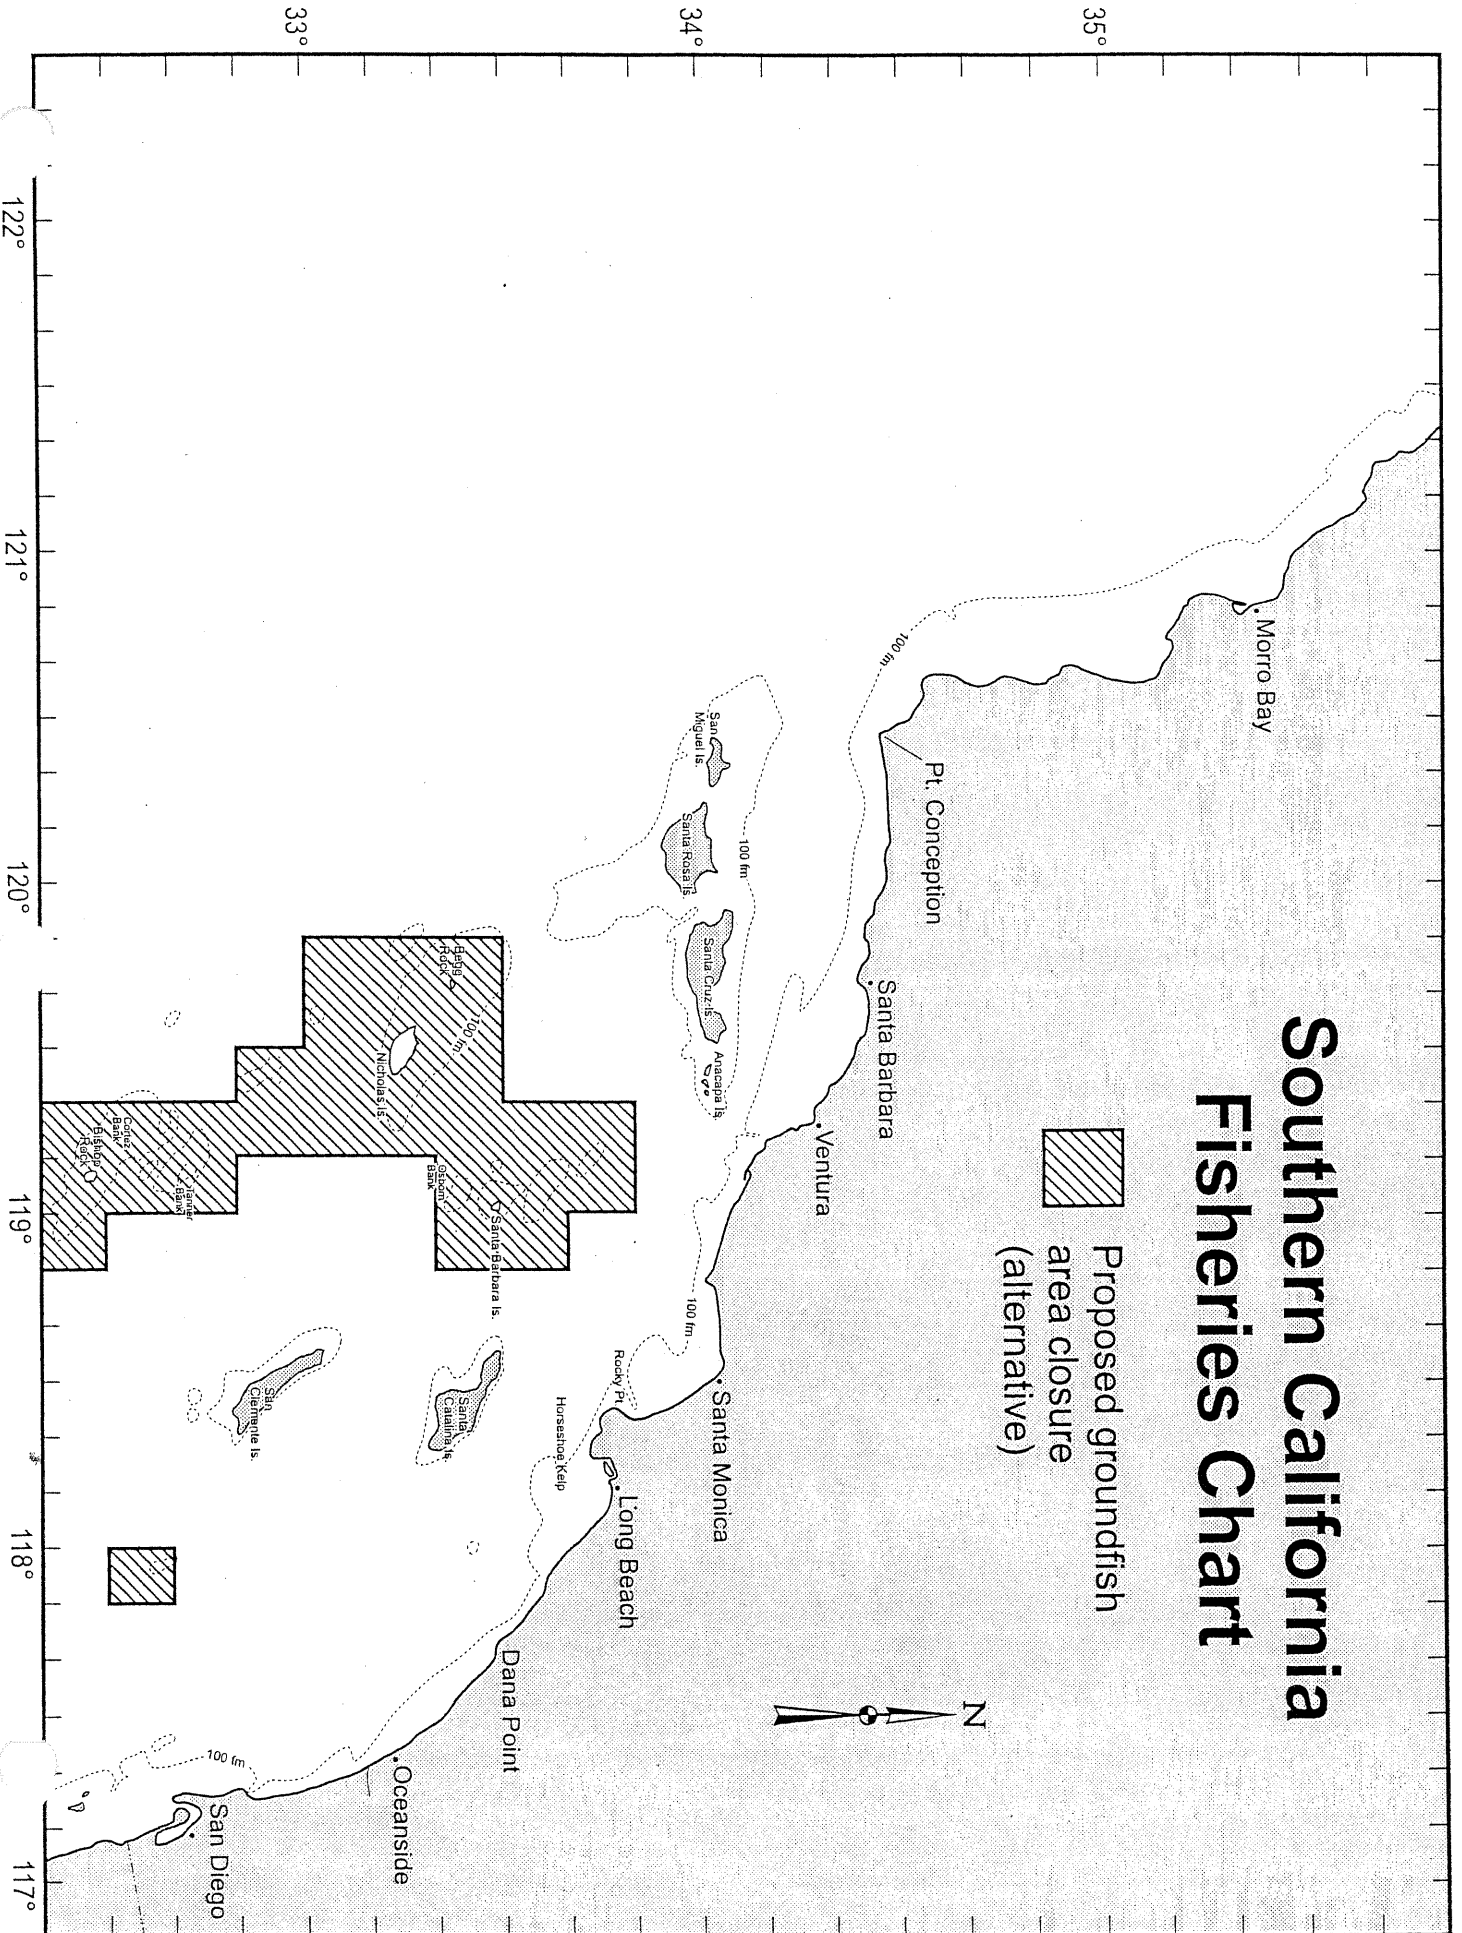 Southern California
Fisheries Chart
Proposed groundfish
area closure
(alternative)
N
35°
34°
33°
122°
121°
120°
119°
118°
117°
Morro Bay
100 fm
Pt. Conception
Santa Barbara
Ventura
San
Miguel Is.
Santa Rosa Is.
100 fm
Santa Cruz Is.
Anacapa Is.
100 fm
Santa Monica
Rocky Pt.
Long Beach
Horseshoe Kelp
Begg
Rock
100 fm
Nicholas Is.
Osborn
Bank
Santa Barbara Is.
Santa
Catalina Is.
San
Clemente Is.
Tanner
Bank
Cortez
Bank
Bishop
Rock
Dana Point
Oceanside
100 fm
San Diego